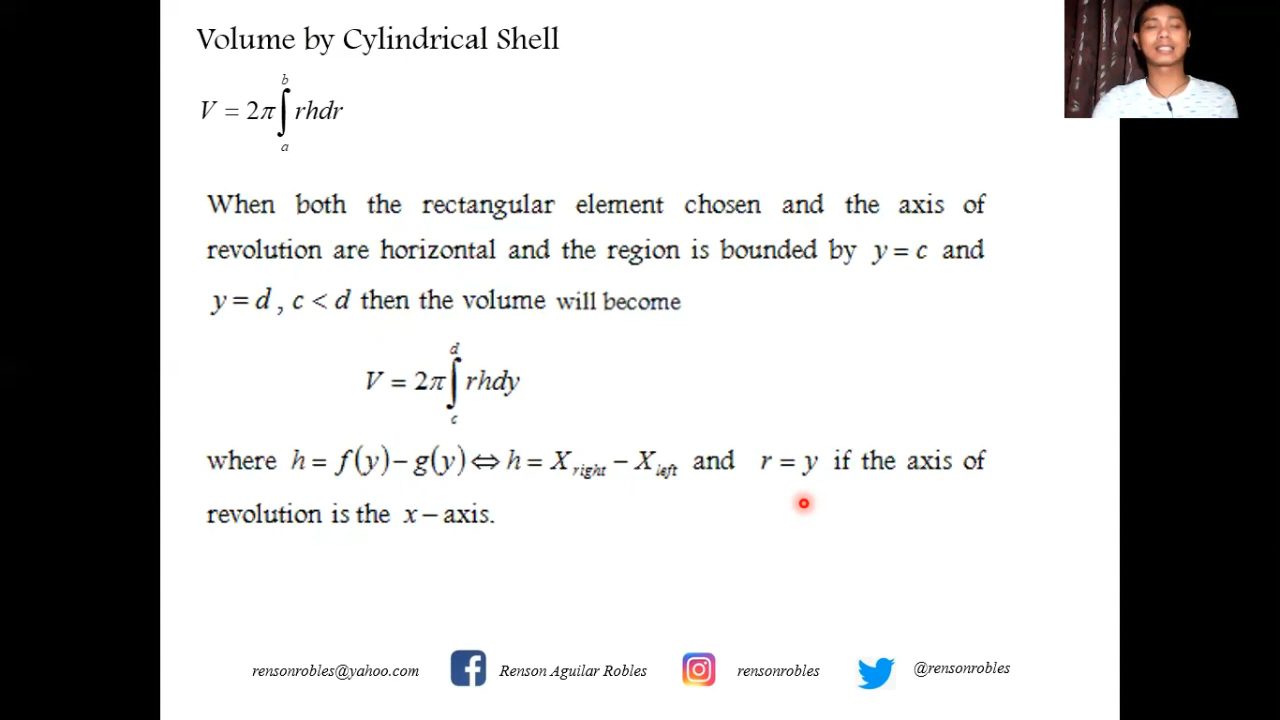 Volume by Cylindrical Shell
V = 2π∫_a^b rhdr
When both the rectangular element chosen and the axis of
revolution are horizontal and the region is bounded by y = c and
y = d , c < d then the volume will become
V = 2π∫_c^d rhdy
where h = f(y) − g(y) ⇔ h = X_right − X_left and r = y if the axis of
revolution is the x − axis.
rensonrobles@yahoo.com Renson Aguilar Robles rensonrobles @rensonrobles